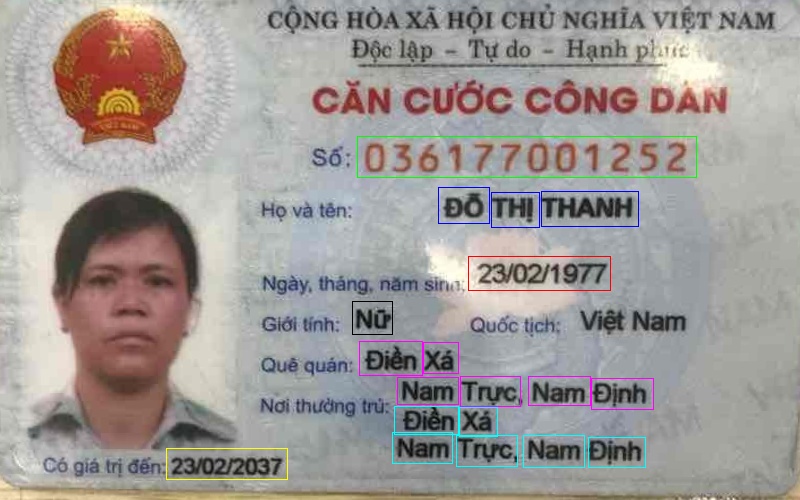 CỘNG HÒA XÃ HỘI CHỦ NGHĨA VIỆT NAM
Độc lập - Tự do - Hạnh phúc
CĂN CƯỚC CÔNG DÂN
Số: 036177001252
Họ và tên: ĐỖ THỊ THANH
Ngày, tháng, năm sinh: 23/02/1977
Giới tính: Nữ Quốc tịch: Việt Nam
Quê quán: Điền Xá
Nam Trực, Nam Định
Nơi thường trú: Điền Xá
Nam Trực, Nam Định
Có giá trị đến: 23/02/2037